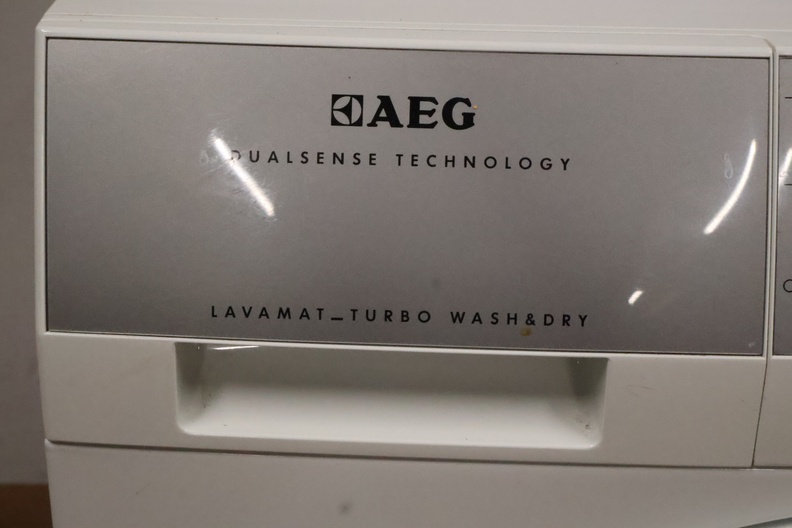 AEG
DUALSENSE TECHNOLOGY
LAVAMAT_TURBO WASH&DRY